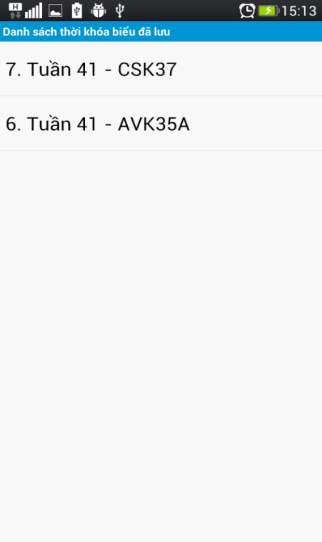 H
15:13
Danh sách thời khóa biểu đã lưu
7. Tuần 41 - CSK37
6. Tuần 41 - AVK35A